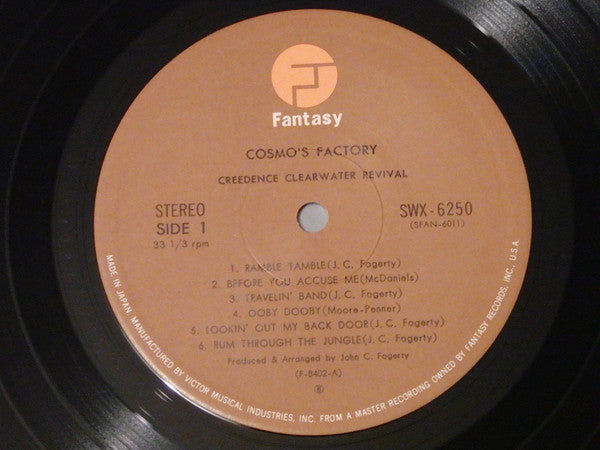 Fantasy
COSMO'S FACTORY
CREEDENCE CLEARWATER REVIVAL
STEREO
SIDE 1
33 1/3 rpm
SWX-6250
(SFAN-6011)
1. RAMBLE TAMBLE(J. C. Fogerty)
2. BEFORE YOU ACCUSE ME(McDaniels)
3. TRAVELIN' BAND(J. C. Fogerty)
4. OOBY DOOBY(Moore-Penner)
5. LOOKIN' OUT MY BACK DOOR(J. C. Fogerty)
6. RUM THROUGH THE JUNGLE(J. C. Fogerty)
Produced & Arranged by John C. Fogerty
(F-8402-A)
MADE IN JAPAN. MANUFACTURED BY VICTOR MUSICAL INDUSTRIES, INC. FROM A MASTER RECORDING OWNED BY FANTASY RECORDS, INC., U.S.A.